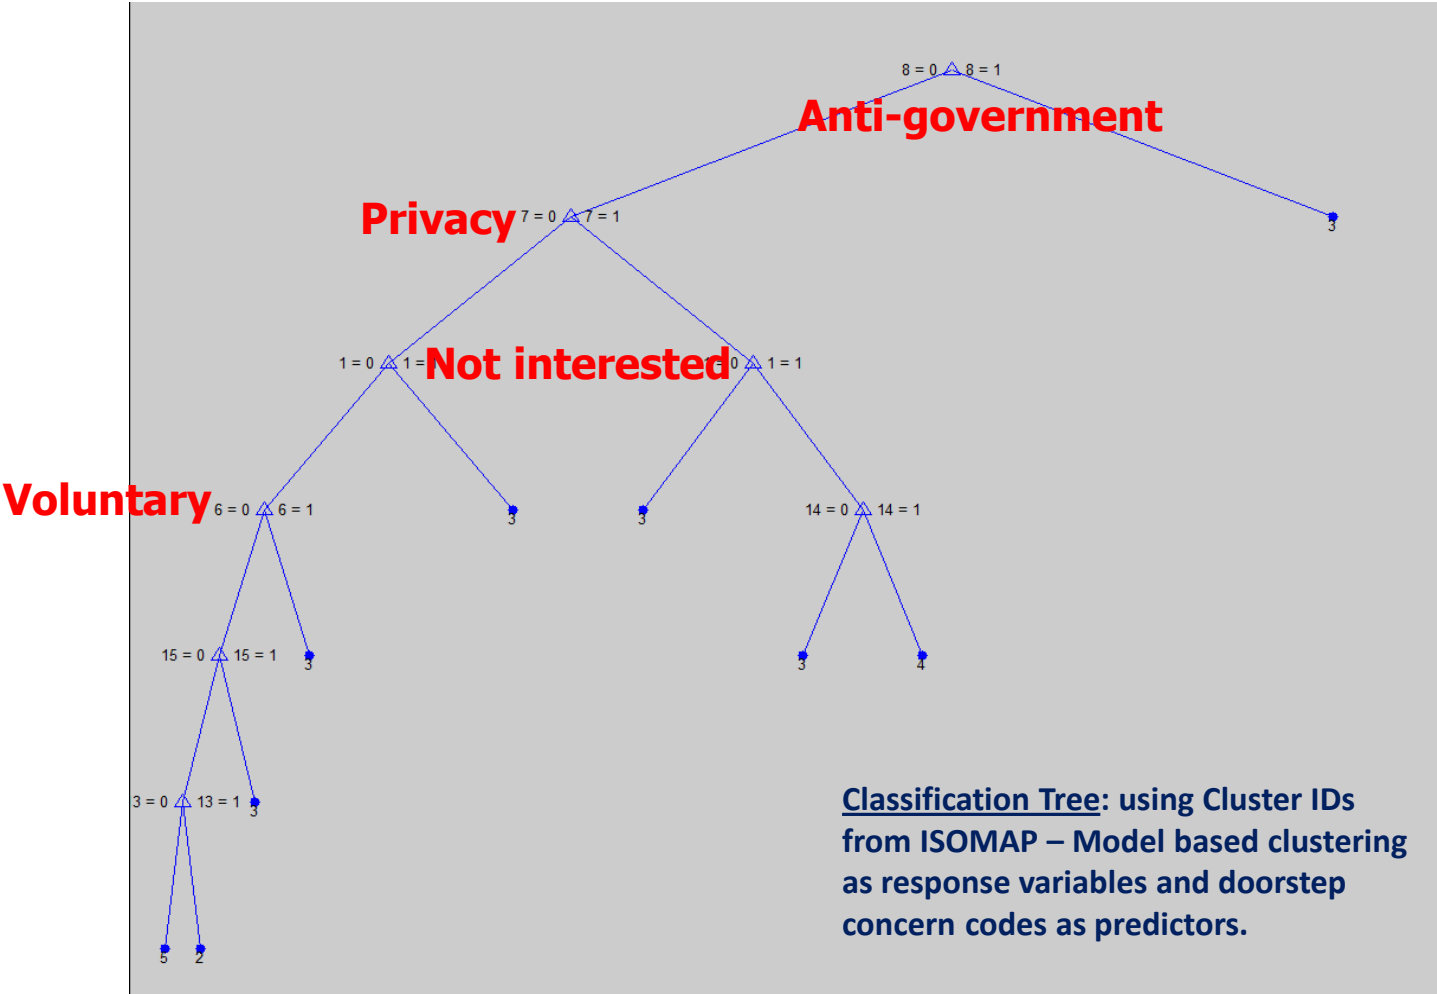 8 = 0 8 = 1
Anti-government
Privacy 7 = 0 7 = 1
3
1 = 0 1 = Not interested 0 1 = 1
Voluntary 6 = 0 6 = 1 3 3 14 = 0 14 = 1
15 = 0 15 = 1 3 3 4
3 = 0 13 = 1 3
Classification Tree: using Cluster IDs
from ISOMAP – Model based clustering
as response variables and doorstep
concern codes as predictors.
5 2